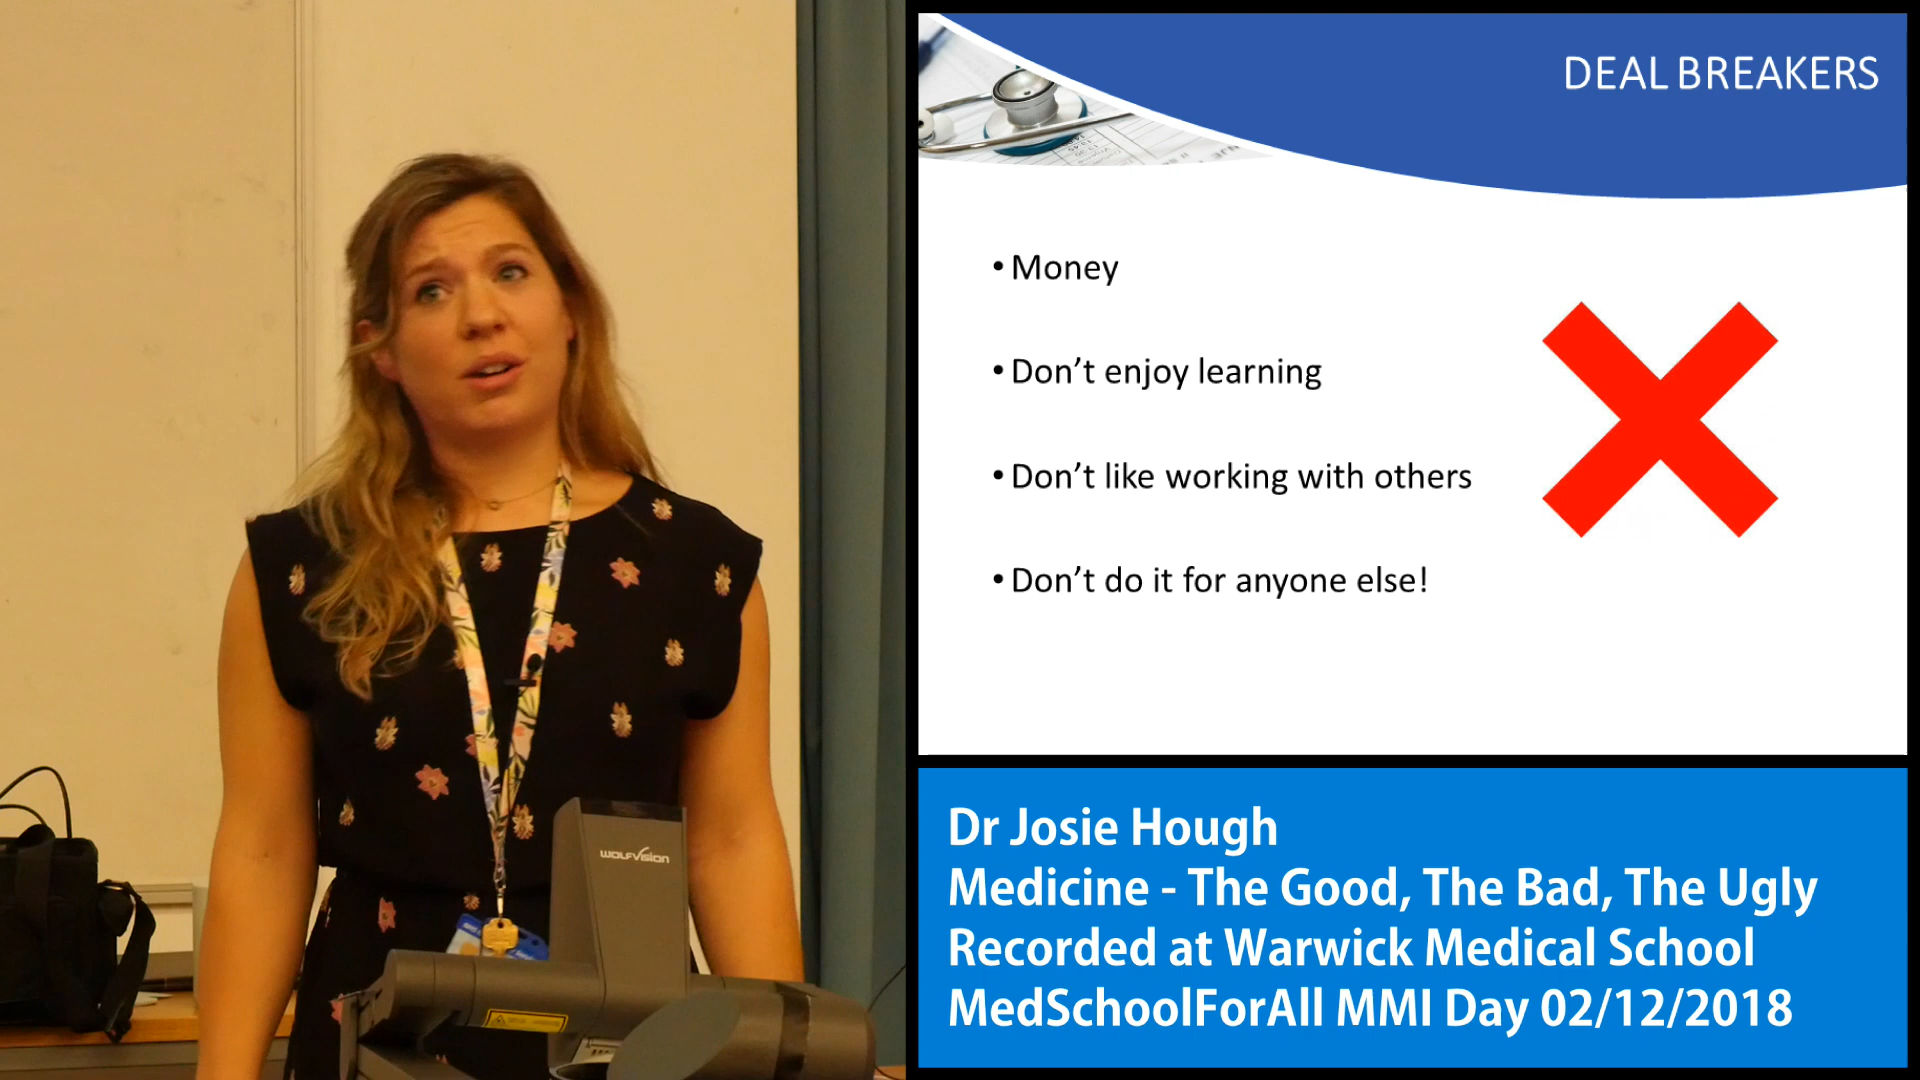 DEAL BREAKERS
• Money
• Don’t enjoy learning
• Don’t like working with others
• Don’t do it for anyone else!
Dr Josie Hough
Medicine - The Good, The Bad, The Ugly
Recorded at Warwick Medical School
MedSchoolForAll MMI Day 02/12/2018
WOLFVision